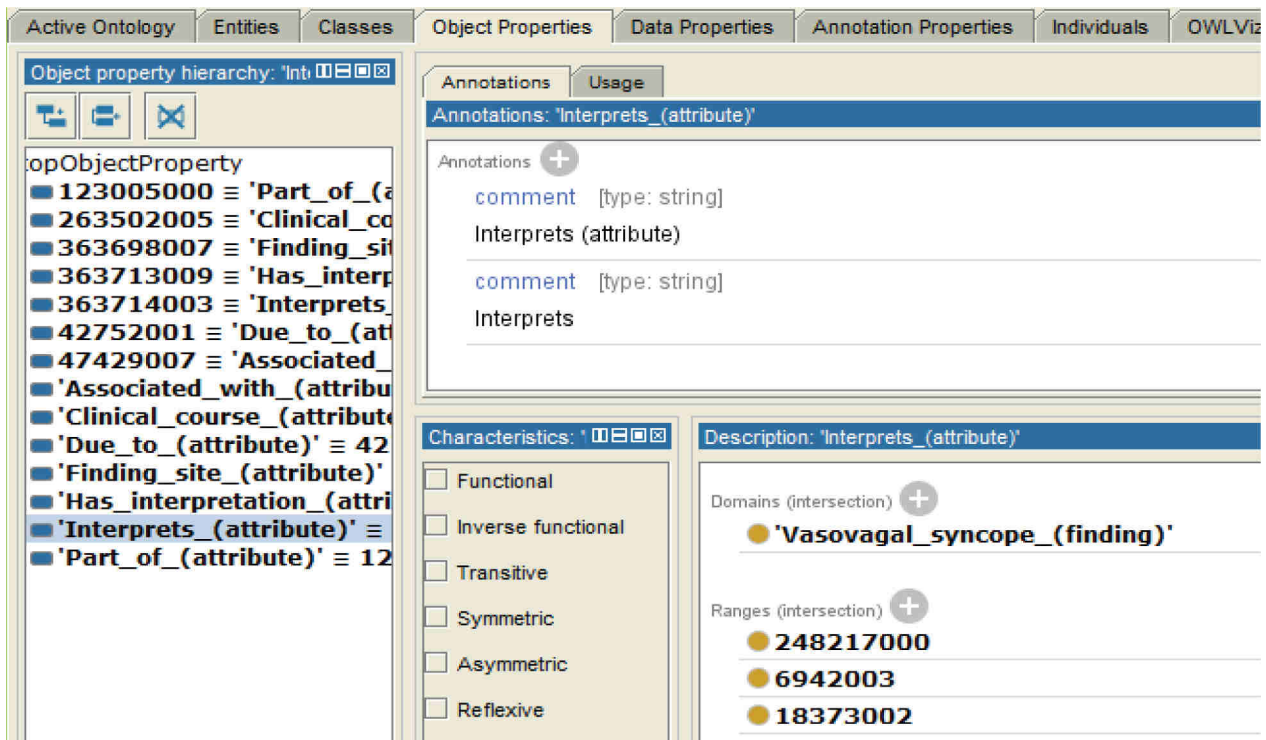 Active Ontology Entities Classes Object Properties Data Properties Annotation Properties Individuals OWLViz
Object property hierarchy: 'Int
topObjectProperty
123005000 ≡ 'Part_of_(a
263502005 ≡ 'Clinical_co
363698007 ≡ 'Finding_sit
363713009 ≡ 'Has_interp
363714003 ≡ 'Interprets_
42752001 ≡ 'Due_to_(att
47429007 ≡ 'Associated_
'Associated_with_(attribu
'Clinical_course_(attribute
'Due_to_(attribute)' ≡ 42
'Finding_site_(attribute)'
'Has_interpretation_(attri
'Interprets_(attribute)' ≡
'Part_of_(attribute)' ≡ 12
Annotations Usage
Annotations: 'Interprets_(attribute)'
Annotations
comment [type: string]
Interprets (attribute)
comment [type: string]
Interprets
Characteristics: '
Functional
Inverse functional
Transitive
Symmetric
Asymmetric
Reflexive
Description: 'Interprets_(attribute)'
Domains (intersection)
'Vasovagal_syncope_(finding)'
Ranges (intersection)
248217000
6942003
18373002